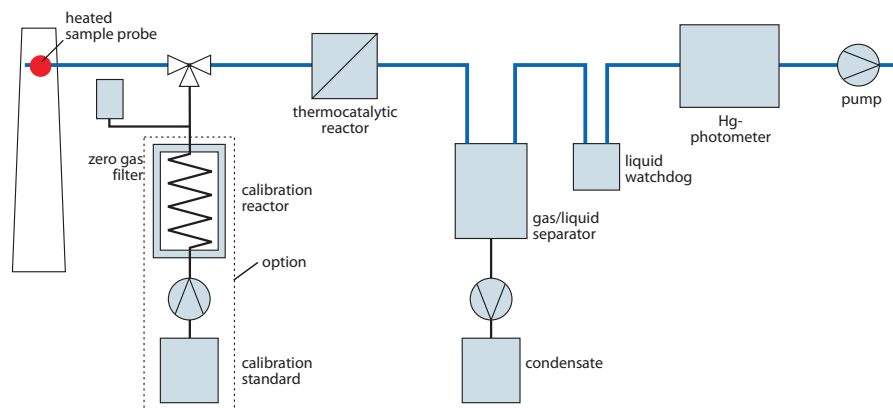 heated
sample probe
thermocatalytic
reactor
Hg-
photometer
pump
zero gas
filter
calibration
reactor
liquid
watchdog
gas/liquid
separator
option
calibration
standard
condensate